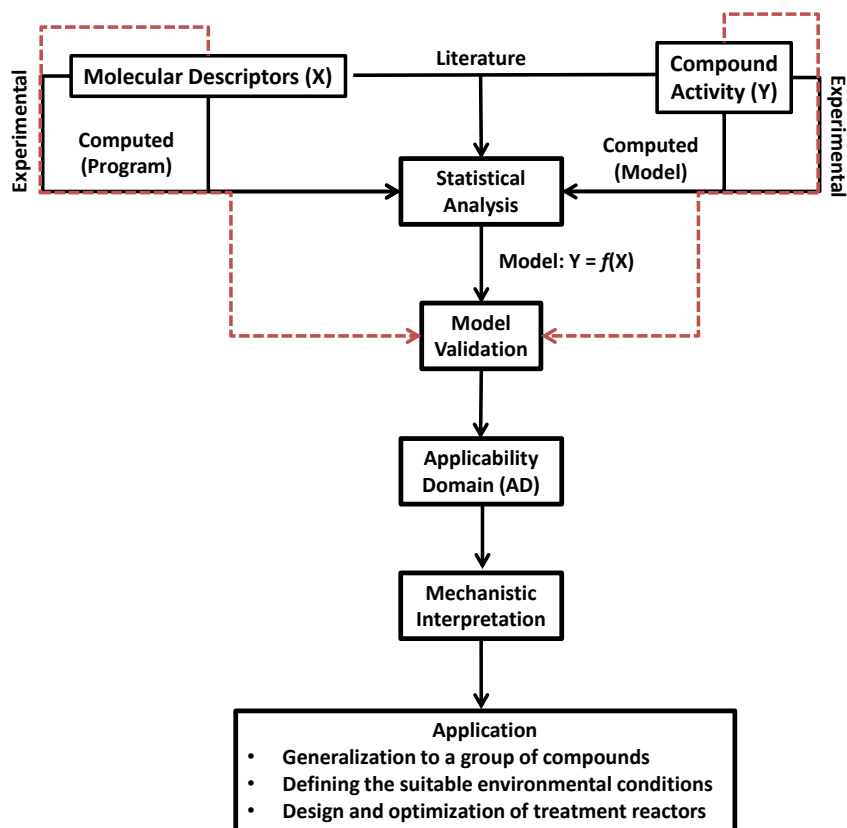 Experimental
Molecular Descriptors (X)
Literature
Compound
Activity (Y)
Experimental
Computed
(Program)
Computed
(Model)
Statistical
Analysis
Model: Y = f(X)
Model
Validation
Applicability
Domain (AD)
Mechanistic
Interpretation
Application
• Generalization to a group of compounds
• Defining the suitable environmental conditions
• Design and optimization of treatment reactors